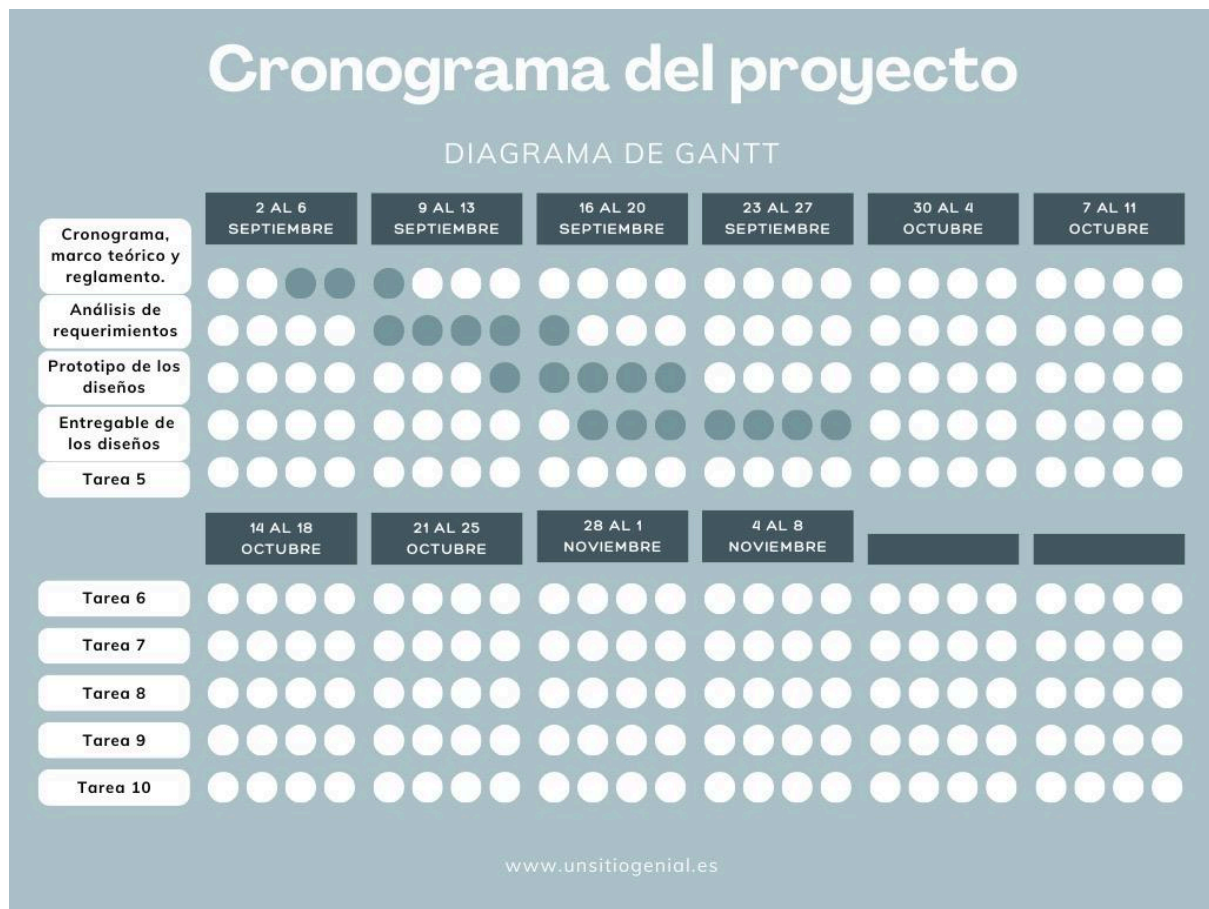 Cronograma del proyecto
DIAGRAMA DE GANTT
2 AL 6
SEPTIEMBRE
9 AL 13
SEPTIEMBRE
16 AL 20
SEPTIEMBRE
23 AL 27
SEPTIEMBRE
30 AL 4
OCTUBRE
7 AL 11
OCTUBRE
Cronograma,
marco teórico y
reglamento.
Análisis de
requerimientos
Prototipo de los
diseños
Entregable de
los diseños
Tarea 5
14 AL 18
OCTUBRE
21 AL 25
OCTUBRE
28 AL 1
NOVIEMBRE
4 AL 8
NOVIEMBRE
Tarea 6
Tarea 7
Tarea 8
Tarea 9
Tarea 10
www.unsitiogenial.es